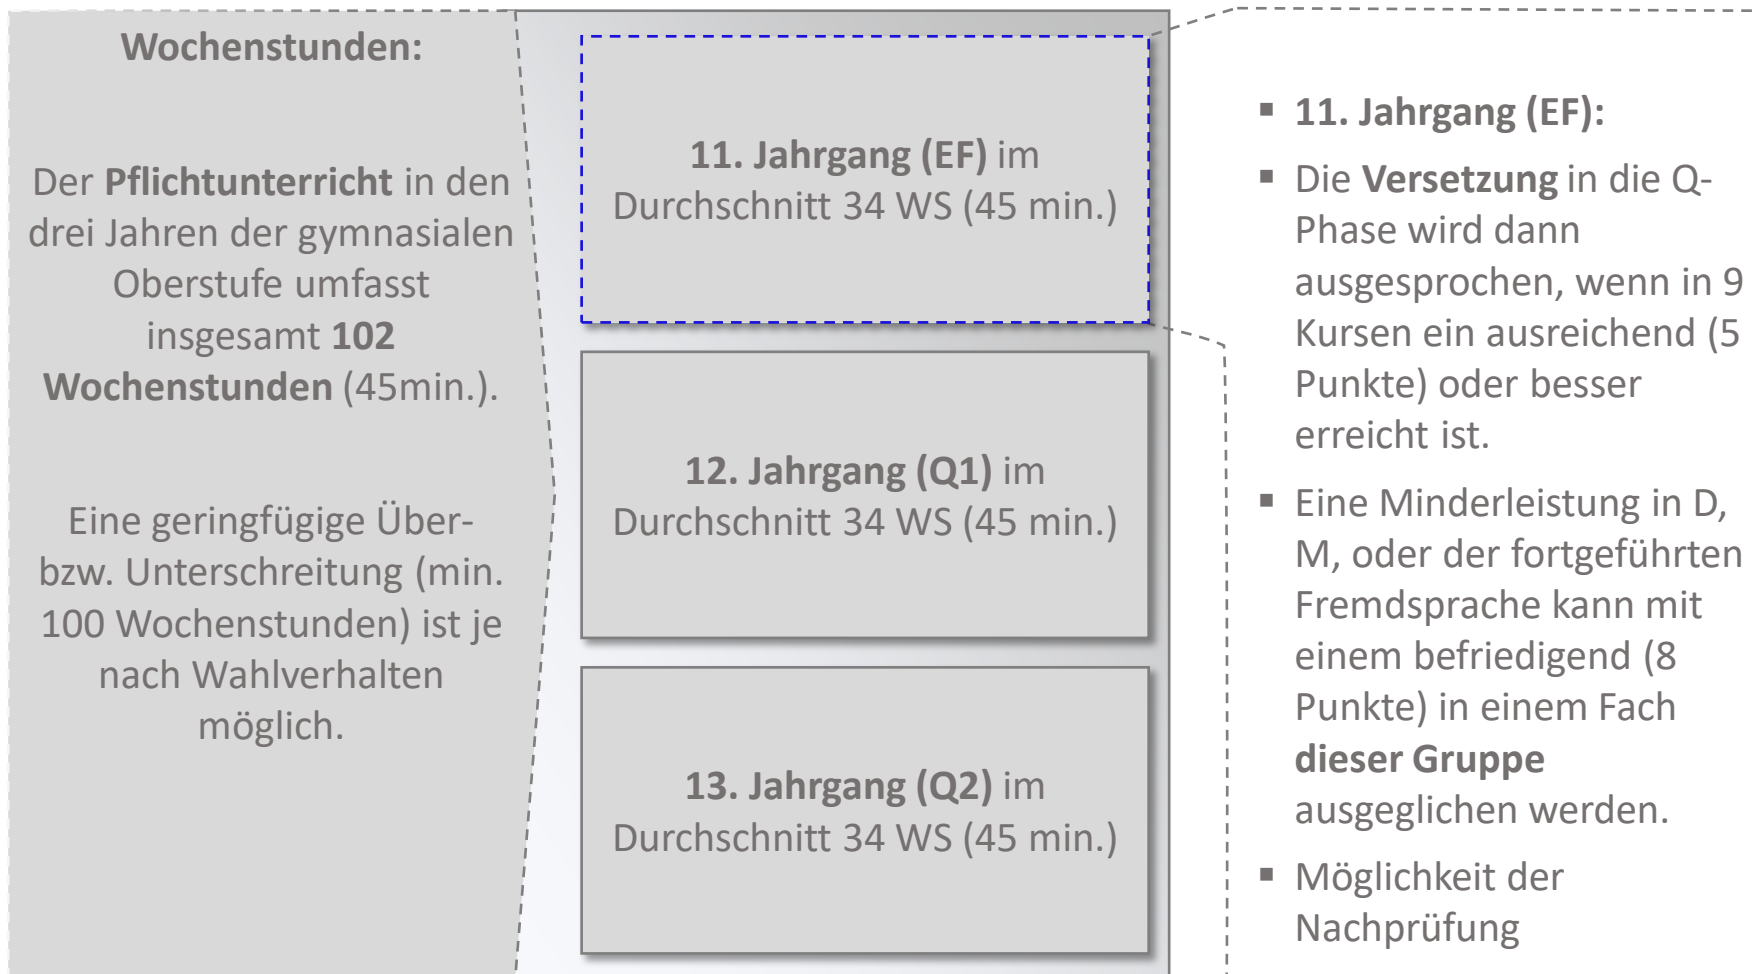 Wochenstunden:
Der Pflichtunterricht in den
drei Jahren der gymnasialen
Oberstufe umfasst
insgesamt 102
Wochenstunden (45min.).
Eine geringfügige Über-
bzw. Unterschreitung (min.
100 Wochenstunden) ist je
nach Wahlverhalten
möglich.
11. Jahrgang (EF) im
Durchschnitt 34 WS (45 min.)
12. Jahrgang (Q1) im
Durchschnitt 34 WS (45 min.)
13. Jahrgang (Q2) im
Durchschnitt 34 WS (45 min.)
▪ 11. Jahrgang (EF):
▪ Die Versetzung in die Q-
Phase wird dann
ausgesprochen, wenn in 9
Kursen ein ausreichend (5
Punkte) oder besser
erreicht ist.
▪ Eine Minderleistung in D,
M, oder der fortgeführten
Fremdsprache kann mit
einem befriedigend (8
Punkte) in einem Fach
dieser Gruppe
ausgeglichen werden.
▪ Möglichkeit der
Nachprüfung